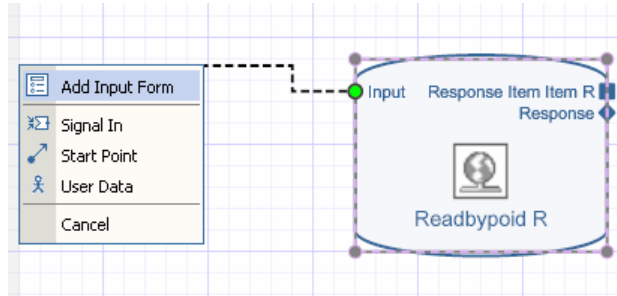 Add Input Form
Signal In
Start Point
User Data
Cancel
Input
Response Item Item R
Response
Readbypoid R